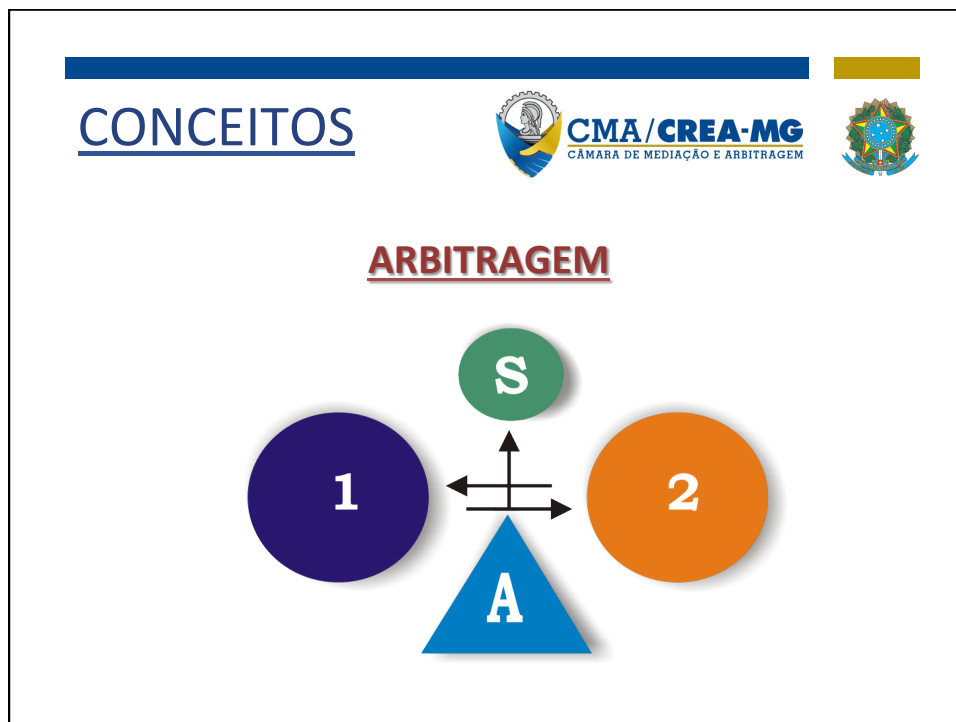 CONCEITOS
CMA/CREA-MG
CÂMARA DE MEDIAÇÃO E ARBITRAGEM
ARBITRAGEM
S
1
2
A